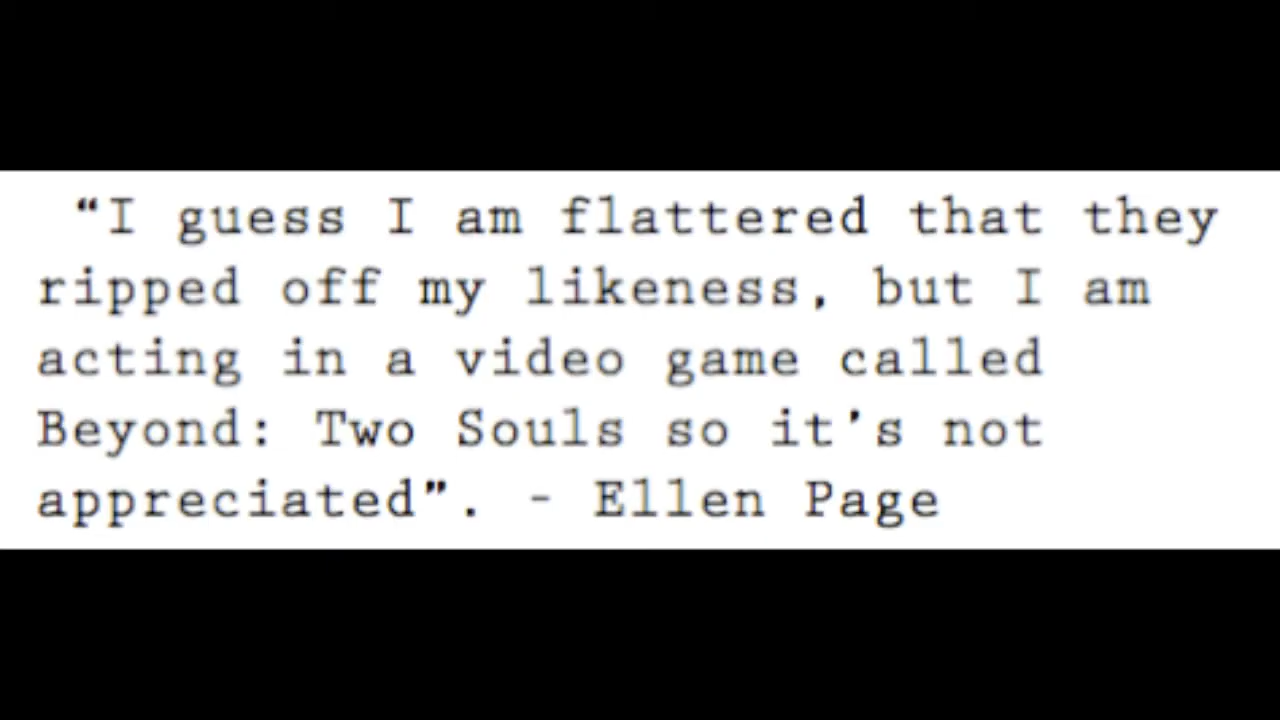 “I guess I am flattered that they
ripped off my likeness, but I am
acting in a video game called
Beyond: Two Souls so it’s not
appreciated”. - Ellen Page